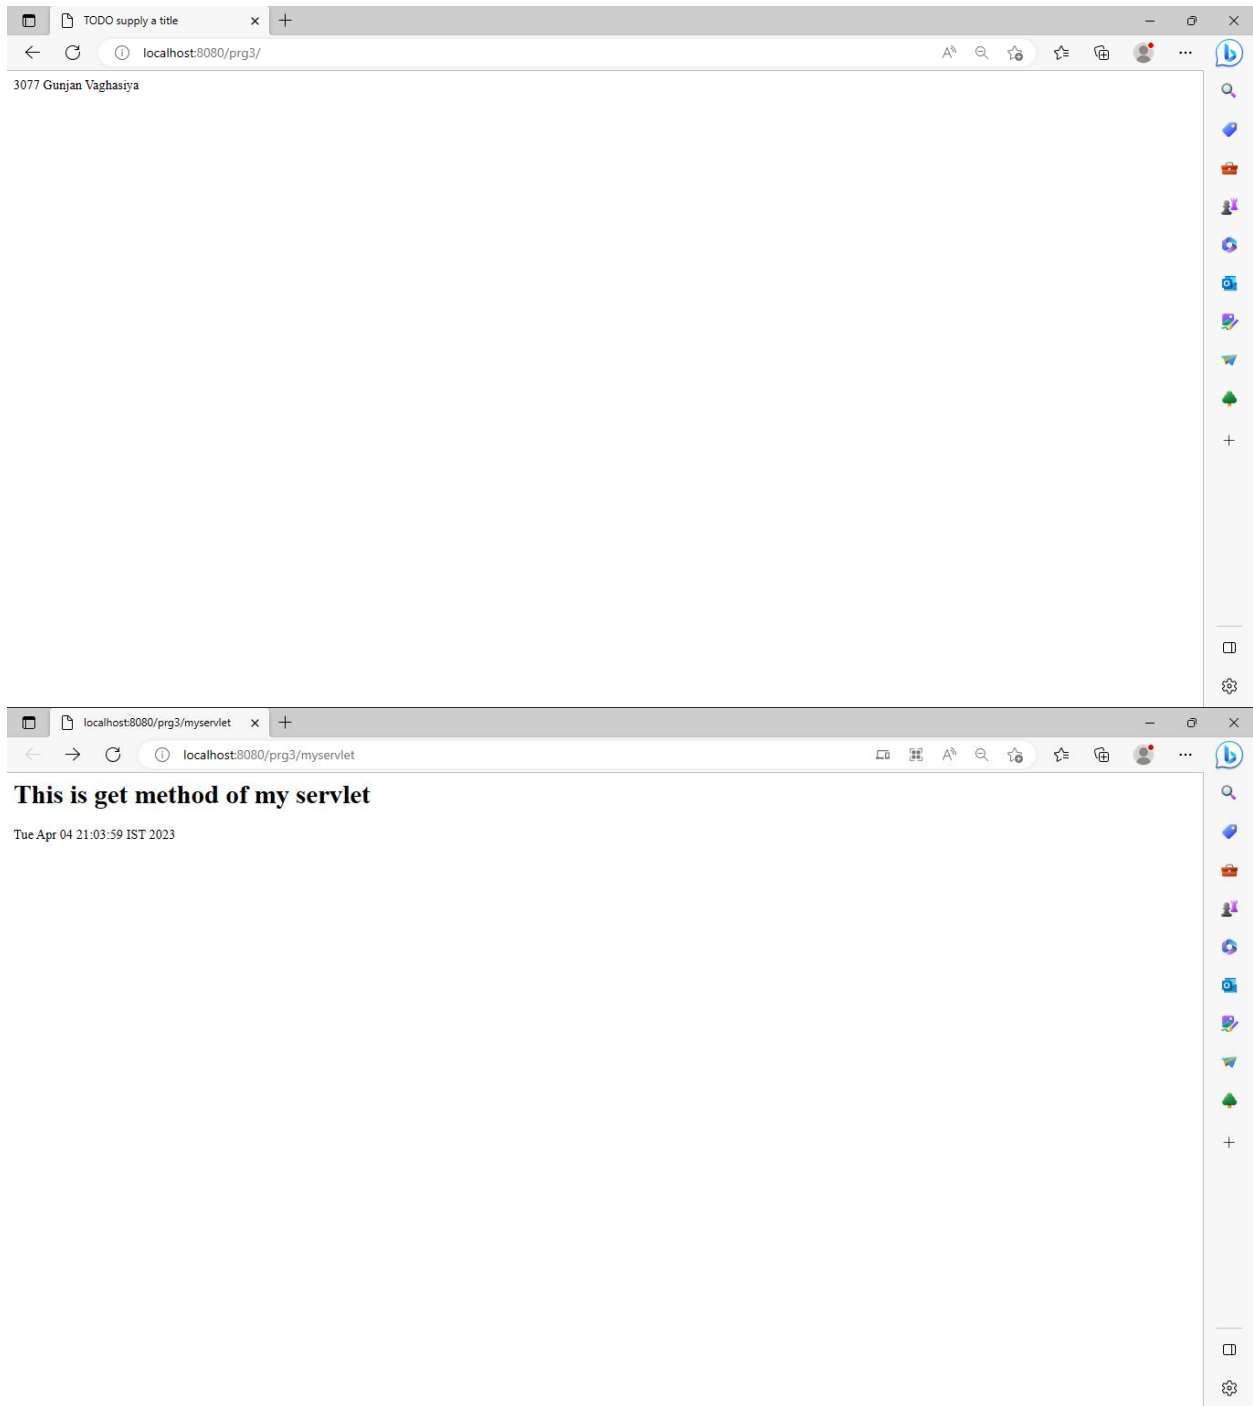 TODO supply a title
localhost:8080/prg3/
3077 Gunjan Vaghasiya
localhost:8080/prg3/myservlet
localhost:8080/prg3/myservlet
This is get method of my servlet
Tue Apr 04 21:03:59 IST 2023